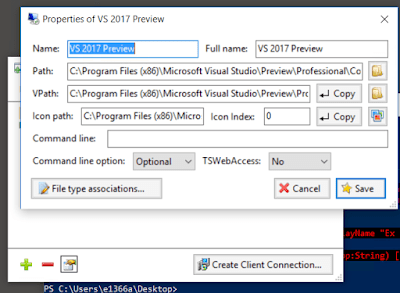 Properties of VS 2017 Preview
Name: VS 2017 Preview Full name: VS 2017 Preview
Path: C:\Program Files (x86)\Microsoft Visual Studio\Preview\Professional\Co
VPath: C:\Program Files (x86)\Microsoft Visual Studio\Preview\Pro Copy
Icon path: C:\Program Files (x86)\Micro Icon Index: 0 Copy
Command line:
Command line option: Optional TSWebAccess: No
File type associations... Cancel Save
layName "Ex
op:String) [
Create Client Connection...
PS C:\Users\e1366a\Desktop>